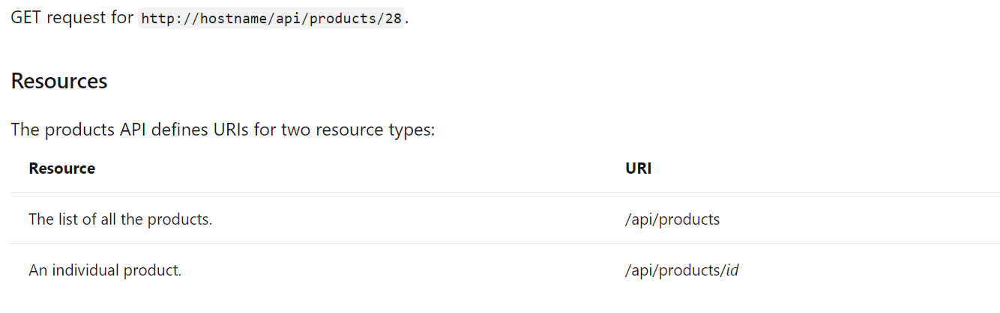 GET request for http://hostname/api/products/28.
Resources
The products API defines URIs for two resource types:
Resource URI
The list of all the products. /api/products
An individual product. /api/products/id